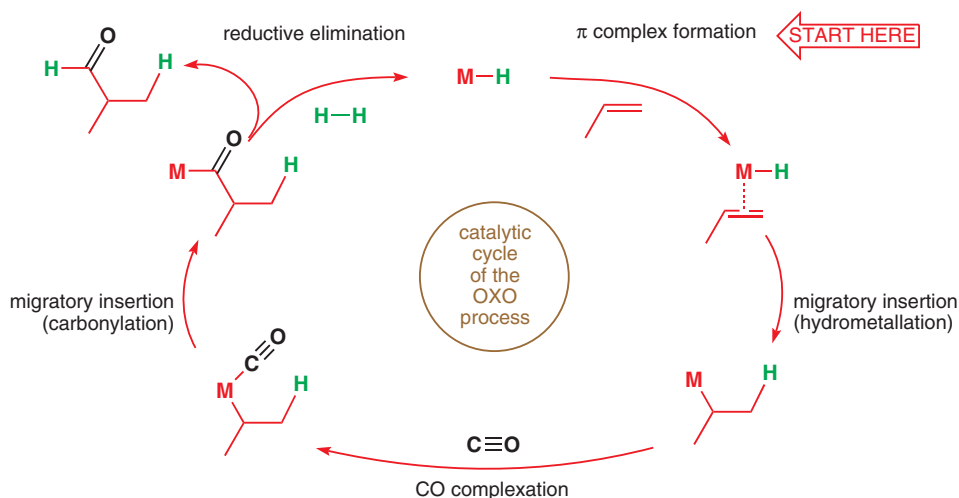 reductive elimination
π complex formation
START HERE
O
H
H
M–H
H–H
O
M
H
M–H
catalytic
cycle
of the
OXO
process
migratory insertion
(carbonylation)
migratory insertion
(hydrometallation)
O
C
M
H
M
H
C≡O
CO complexation